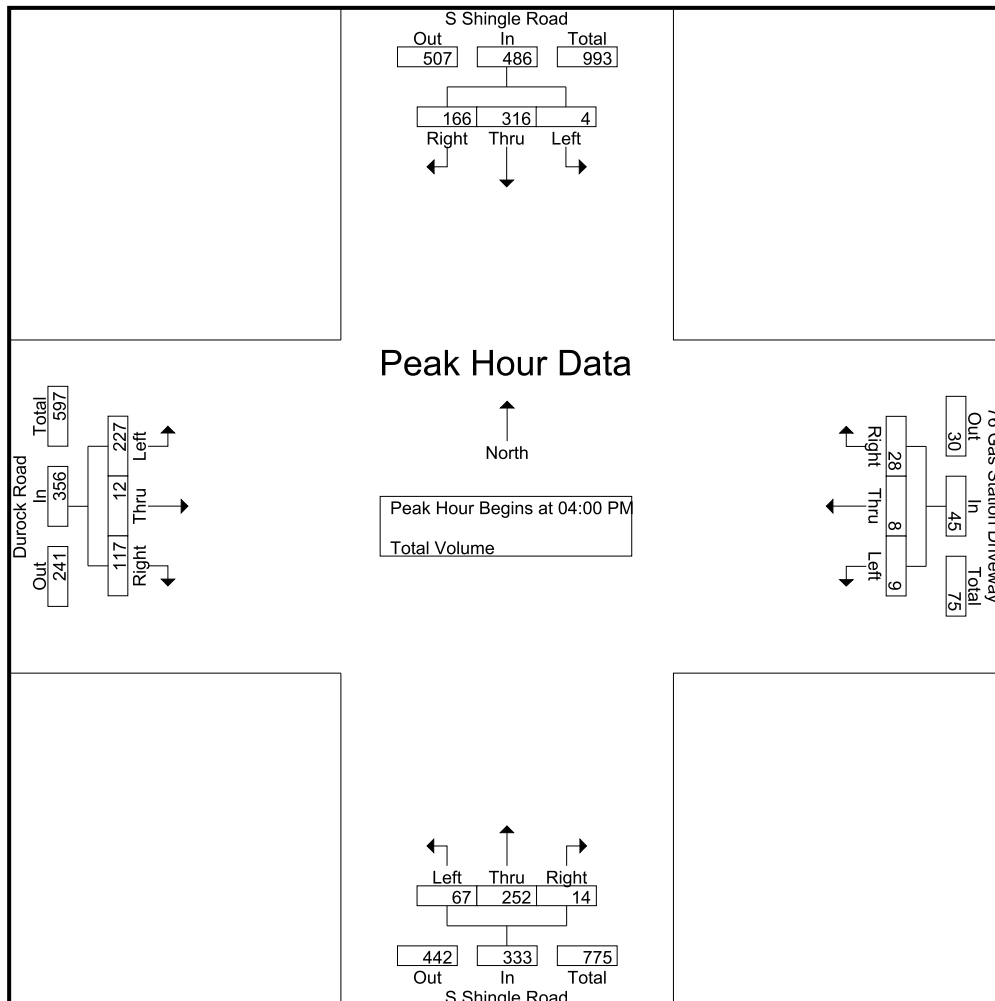 S Shingle Road
Out In Total
507 486 993
166 316 4
Right Thru Left
Peak Hour Data
North
Peak Hour Begins at 04:00 PM
Total Volume
Durock Road
Out In Total
241 356 597
227 12 117
Left Thru Right
Gas Station Driveway
Out In Total
30 45 75
28 8 9
Right Thru Left
Left Thru Right
67 252 14
442 333 775
Out In Total
S Shingle Road